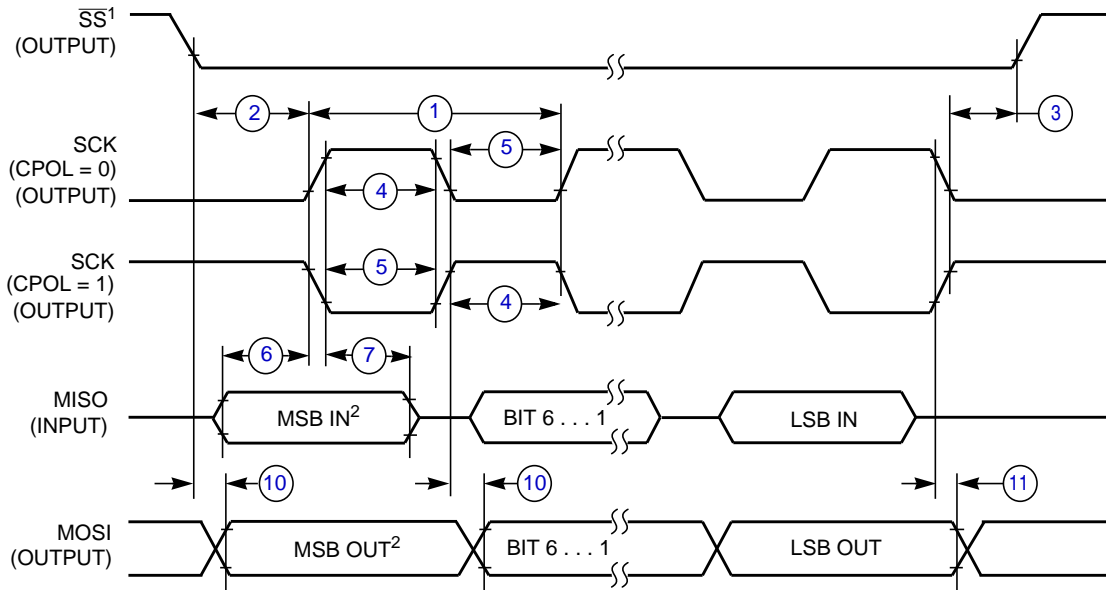 SS¹
(OUTPUT)
2
1
3
SCK
(CPOL = 0)
(OUTPUT)
5
4
SCK
(CPOL = 1)
(OUTPUT)
5
4
6
7
MISO
(INPUT)
MSB IN²
BIT 6 . . . 1
LSB IN
10
10
11
MOSI
(OUTPUT)
MSB OUT²
BIT 6 . . . 1
LSB OUT